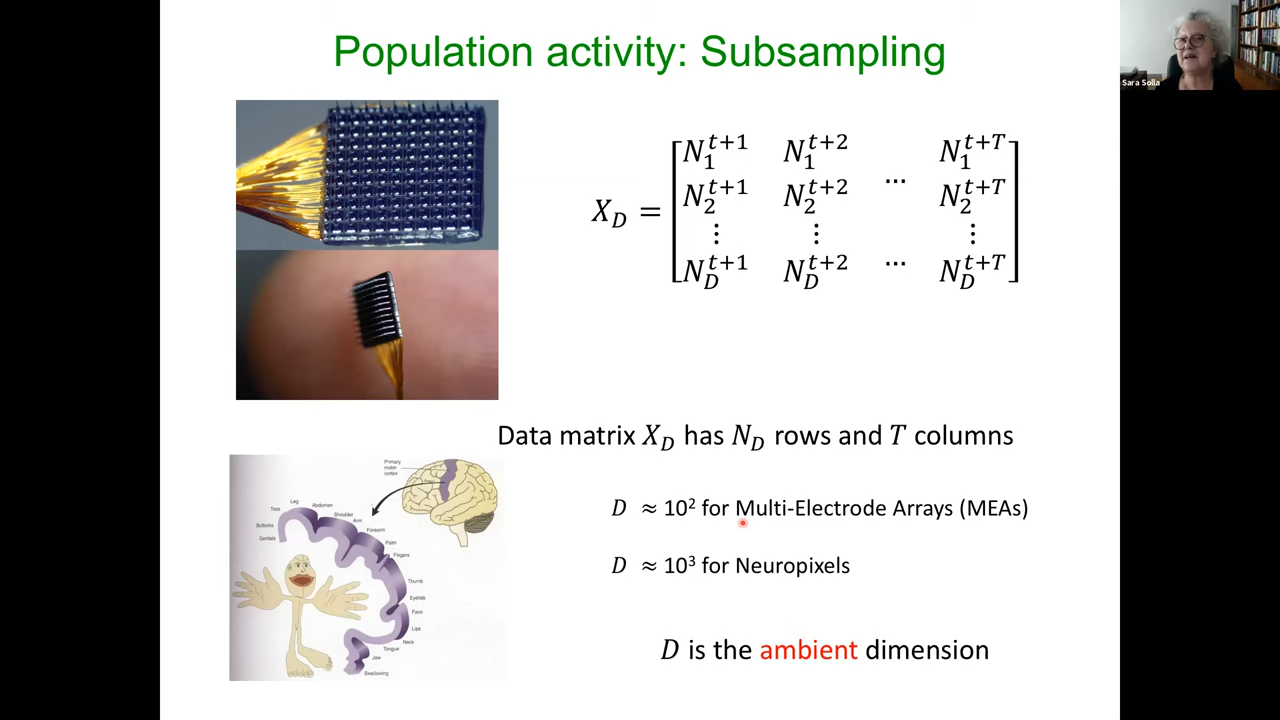 Population activity: Subsampling
Sara Solla
X_D = [ N_1^{t+1} N_2^{t+1} ⋮ N_D^{t+1} N_1^{t+2} N_2^{t+2} ⋮ N_D^{t+2} ⋯ ⋯ N_1^{t+T} N_2^{t+T} ⋮ N_D^{t+T} ]
Data matrix X_D has N_D rows and T columns
D ≈ 10² for Multi-Electrode Arrays (MEAs)
D ≈ 10³ for Neuropixels
D is the ambient dimension
Primary
motor
cortex
Leg
Toes
Abdomen
Shoulder
Arm
Buttocks
Forearm
Genitals
Palm
Fingers
Thumb
Eyelids
Face
Lips
Neck
Tongue
Jaw
Swallowing